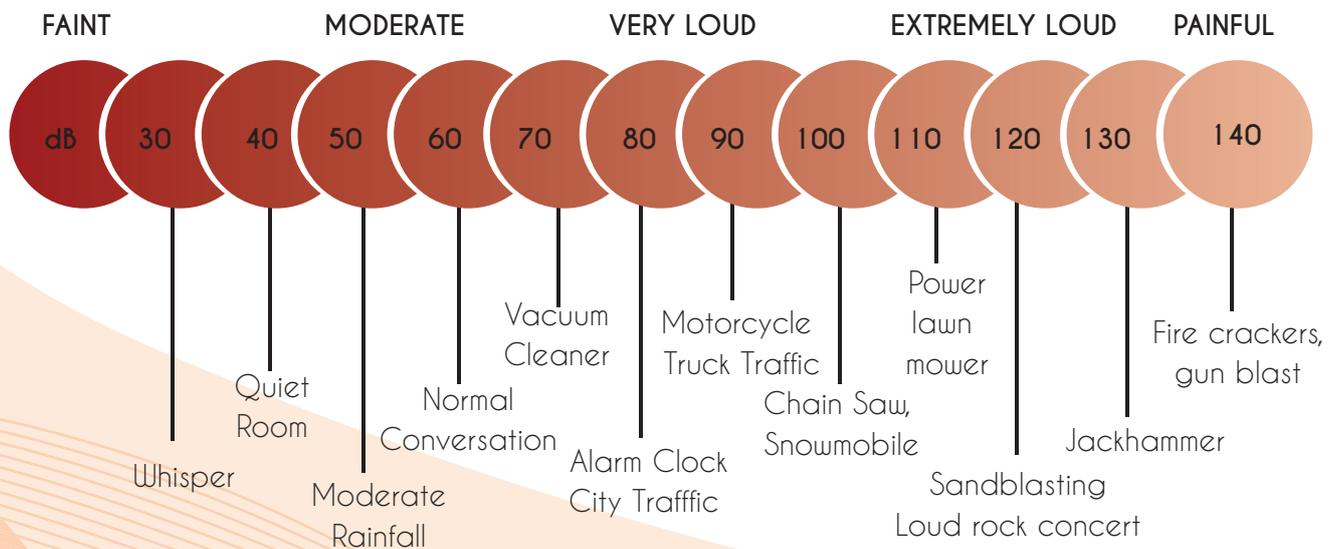 FAINT MODERATE VERY LOUD EXTREMELY LOUD PAINFUL
dB 30 40 50 60 70 80 90 100 110 120 130 140
Whisper
Quiet
Room
Moderate
Rainfall
Normal
Conversation
Vacuum
Cleaner
Alarm Clock
City Trafffic
Motorcycle
Truck Traffic
Chain Saw,
Snowmobile
Power
lawn
mower
Sandblasting
Loud rock concert
Jackhammer
Fire crackers,
gun blast